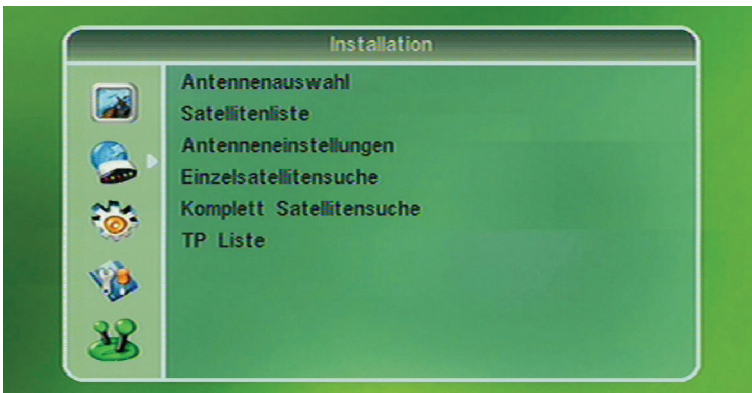 Installation
Antennenauswahl
Satellitenliste
Antenneneinstellungen
Einzelsatellitensuche
Komplett Satellitensuche
TP Liste